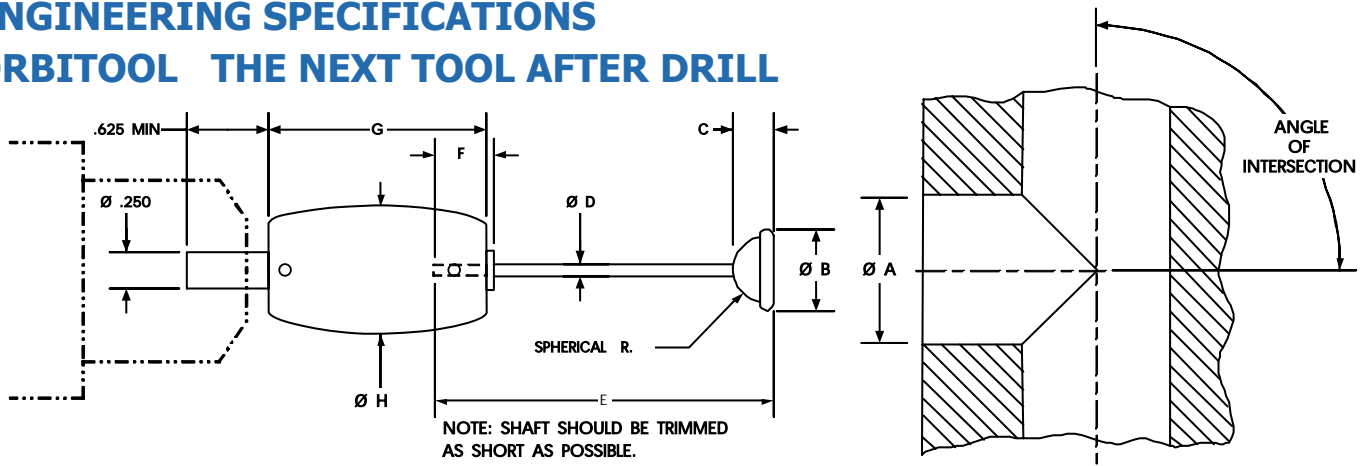 NGINEERING SPECIFICATIONS
ORBITOOL THE NEXT TOOL AFTER DRILL
.625 MIN
G
F
C
Ø .250
Ø D
Ø B
Ø A
ANGLE
OF
INTERSECTION
SPHERICAL R.
Ø H
E
NOTE: SHAFT SHOULD BE TRIMMED
AS SHORT AS POSSIBLE.